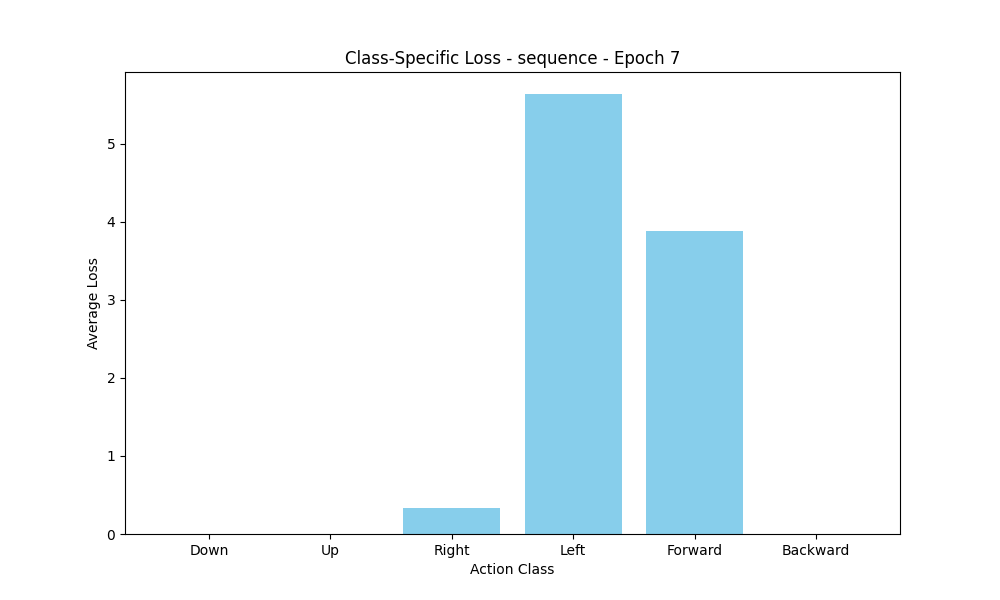 Class-Specific Loss - sequence - Epoch 7
Average Loss
5
4
3
2
1
0
Down Up Right Left Forward Backward
Action Class